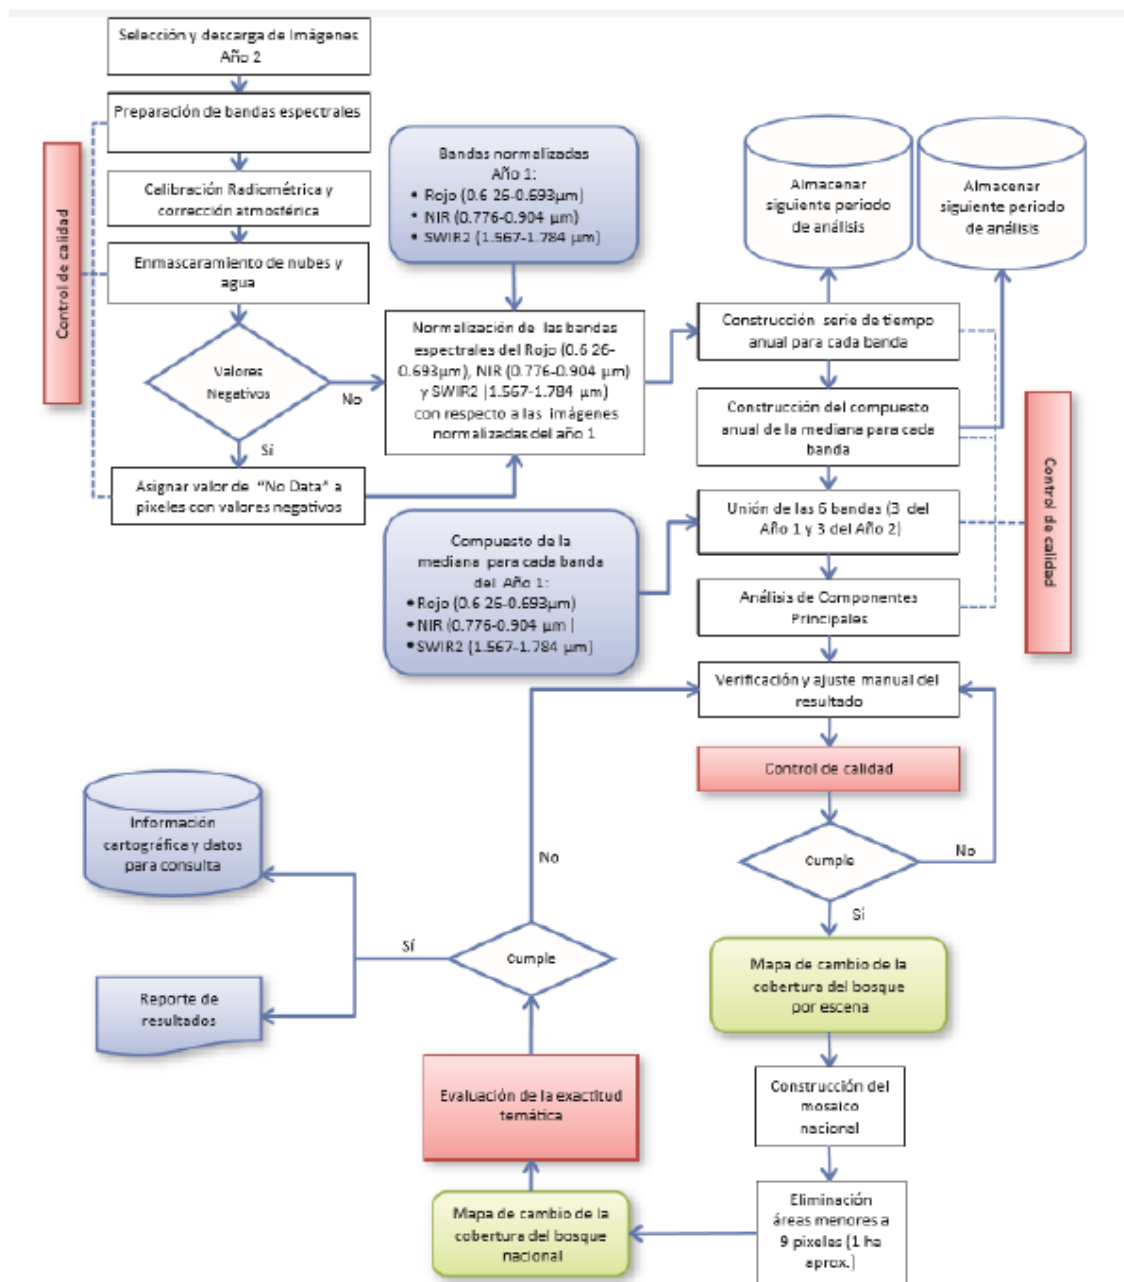 Selección y descarga de Imágenes
Año 2
Preparación de bandas espectrales
Calibración Radiométrica y
corrección atmosférica
Enmascaramiento de nubes y
agua
Control de calidad
Valores
Negativos
No
Sí
Asignar valor de "No Data" a
pixeles con valores negativos
Bandas normalizadas
Año 1:
• Rojo (0.6 26-0.693µm)
• NIR (0.776-0.904 µm)
• SWIR2 (1.567-1.784 µm)
Normalización de las bandas
espectrales del Rojo (0.6 26-
0.693µm), NIR (0.776-0.904 µm)
y SWIR2 (1.567-1.784 µm)
con respecto a las imágenes
normalizadas del año 1
Compuesto de la
mediana para cada banda
del Año 1:
• Rojo (0.6 26-0.693µm)
• NIR (0.776-0.904 µm)
• SWIR2 (1.567-1.784 µm)
Almacenar
siguiente periodo
de análisis
Almacenar
siguiente periodo
de análisis
Construcción serie de tiempo
anual para cada banda
Construcción del compuesto
anual de la mediana para cada
banda
Unión de las 6 bandas (3 del
Año 1 y 3 del Año 2)
Análisis de Componentes
Principales
Control de calidad
Verificación y ajuste manual del
resultado
Control de calidad
Cumple
No
Sí
Mapa de cambio de la
cobertura del bosque
por escena
Construcción del
mosaico
nacional
Eliminación
áreas menores a
9 pixeles (1 ha
aprox.)
Mapa de cambio de la
cobertura del bosque
nacional
Evaluación de la exactitud
temática
Cumple
No
Sí
Información
cartográfica y datos
para consulta
Reporte de
resultados